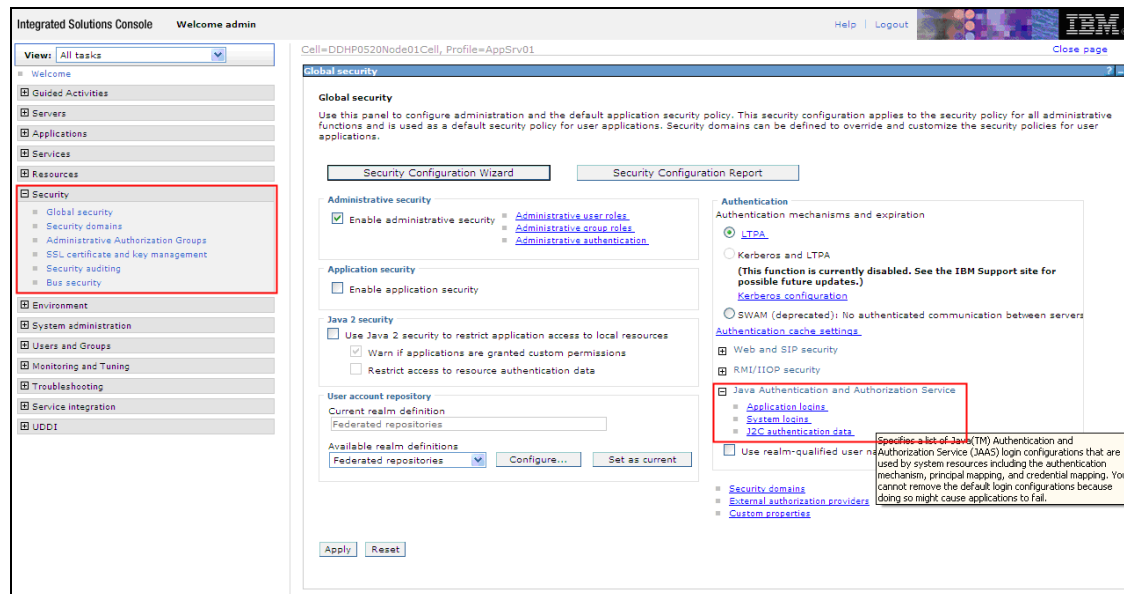 Integrated Solutions Console Welcome admin
Help | Logout
IBM.
View: All tasks
Cell=DDHP0520Node01Cell, Profile=AppSrv01
Close page
Welcome
Guided Activities
Servers
Applications
Services
Resources
Security
Global security
Security domains
Administrative Authorization Groups
SSL certificate and key management
Security auditing
Bus security
Environment
System administration
Users and Groups
Monitoring and Tuning
Troubleshooting
Service integration
UDDI
Global security
? _
Global security
Use this panel to configure administration and the default application security policy. This security configuration applies to the security policy for all administrative
functions and is used as a default security policy for user applications. Security domains can be defined to override and customize the security policies for user
applications.
Security Configuration Wizard
Security Configuration Report
Administrative security
Enable administrative security
Administrative user roles
Administrative group roles
Administrative authentication
Application security
Enable application security
Java 2 security
Use Java 2 security to restrict application access to local resources
Warn if applications are granted custom permissions
Restrict access to resource authentication data
User account repository
Current realm definition
Federated repositories
Available realm definitions
Federated repositories
Configure...
Set as current
Authentication
Authentication mechanisms and expiration
LTPA
Kerberos and LTPA
(This function is currently disabled. See the IBM Support site for
possible future updates.)
Kerberos configuration
SWAM (deprecated): No authenticated communication between servers
Authentication cache settings
Web and SIP security
RMI/IIOP security
Java Authentication and Authorization Service
Application logins
System logins
J2C authentication data
Use realm-qualified user na
Specifies a list of Java(TM) Authentication and
Authorization Service (JAAS) login configurations that are
used by system resources including the authentication
mechanism, principal mapping, and credential mapping. You
cannot remove the default login configurations because
doing so might cause applications to fail.
Security domains
External authorization providers
Custom properties
Apply
Reset